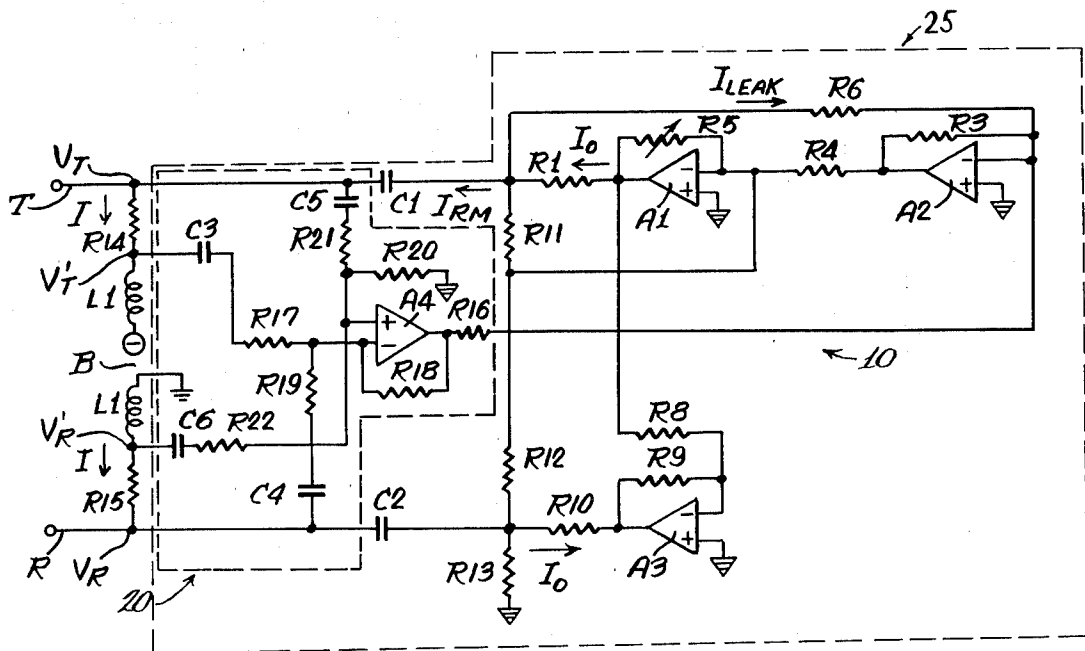 25
I_LEAK
R6
V_T
R5
R3
I_0
R1
R4
T
I
C5
C1
I_RM
A1
A2
R14
C3
R21
R11
V'_T
R20
L1
A4
R16
R17
B
10
R19
R18
L1
C6
R22
R8
V'_R
R9
I
R12
R15
C4
C2
R10
R
V_R
R13
I_0
A3
20